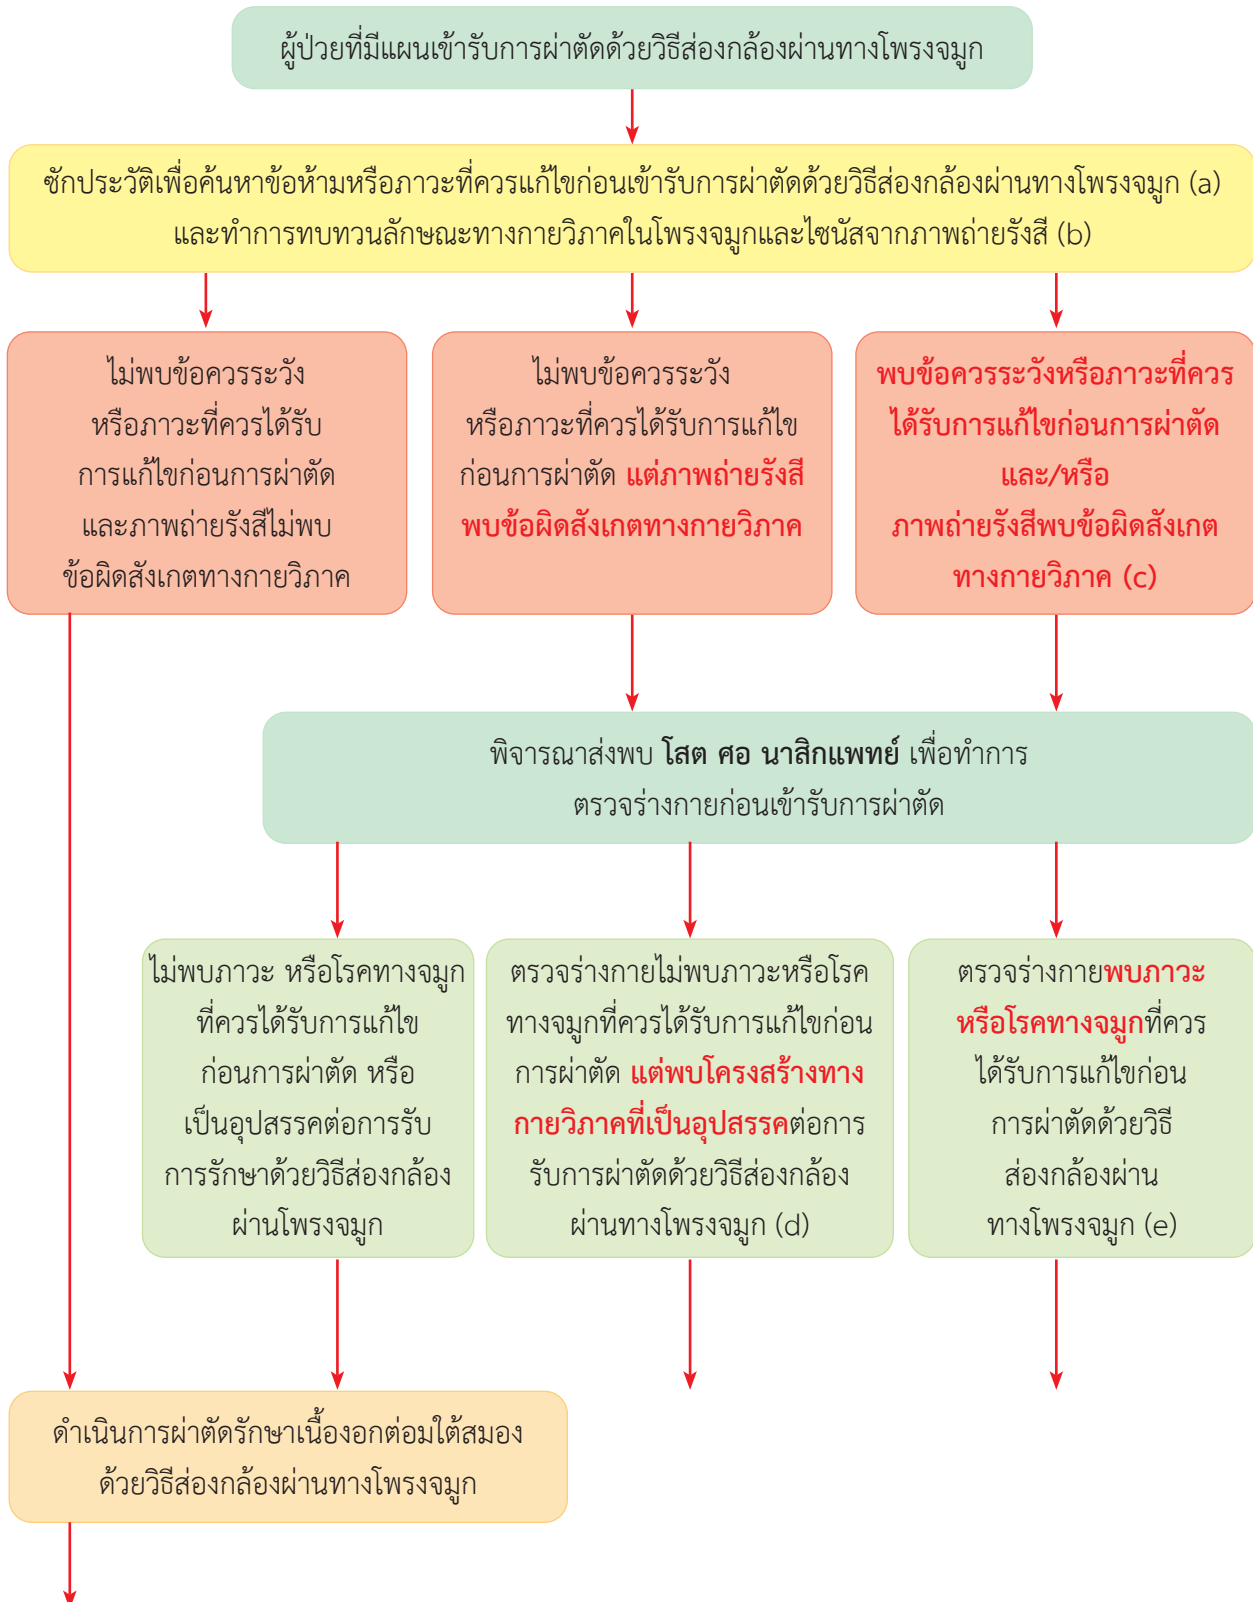 ผู้ป่วยที่มีแผนเข้ารับการผ่าตัดด้วยวิธีส่องกล้องผ่านทางโพรงจมูก
ซักประวัติเพื่อค้นหาข้อห้ามหรือภาวะที่ควรแก้ไขก่อนเข้ารับการผ่าตัดด้วยวิธีส่องกล้องผ่านทางโพรงจมูก (a)
และทำการทบทวนลักษณะทางกายวิภาคในโพรงจมูกและไซนัสจากภาพถ่ายรังสี (b)
ไม่พบข้อควรระวัง
หรือภาวะที่ควรได้รับ
การแก้ไขก่อนการผ่าตัด
และภาพถ่ายรังสีไม่พบ
ข้อผิดสังเกตทางกายวิภาค
ไม่พบข้อควรระวัง
หรือภาวะที่ควรได้รับการแก้ไข
ก่อนการผ่าตัด แต่ภาพถ่ายรังสี
พบข้อผิดสังเกตทางกายวิภาค
พบข้อควรระวังหรือภาวะที่ควร
ได้รับการแก้ไขก่อนการผ่าตัด
และ/หรือ
ภาพถ่ายรังสีพบข้อผิดสังเกต
ทางกายวิภาค (c)
พิจารณาส่งพบ โสต ศอ นาสิกแพทย์ เพื่อทำการ
ตรวจร่างกายก่อนเข้ารับการผ่าตัด
ไม่พบภาวะ หรือโรคทางจมูก
ที่ควรได้รับการแก้ไข
ก่อนการผ่าตัด หรือ
เป็นอุปสรรคต่อการรับ
การรักษาด้วยวิธีส่องกล้อง
ผ่านโพรงจมูก
ตรวจร่างกายไม่พบภาวะหรือโรค
ทางจมูกที่ควรได้รับการแก้ไขก่อน
การผ่าตัด แต่พบโครงสร้างทาง
กายวิภาคที่เป็นอุปสรรคต่อการ
รับการผ่าตัดด้วยวิธีส่องกล้อง
ผ่านทางโพรงจมูก (d)
ตรวจร่างกายพบภาวะ
หรือโรคทางจมูกที่ควร
ได้รับการแก้ไขก่อน
การผ่าตัดด้วยวิธี
ส่องกล้องผ่าน
ทางโพรงจมูก (e)
ดำเนินการผ่าตัดรักษาเนื้องอกต่อมใต้สมอง
ด้วยวิธีส่องกล้องผ่านทางโพรงจมูก